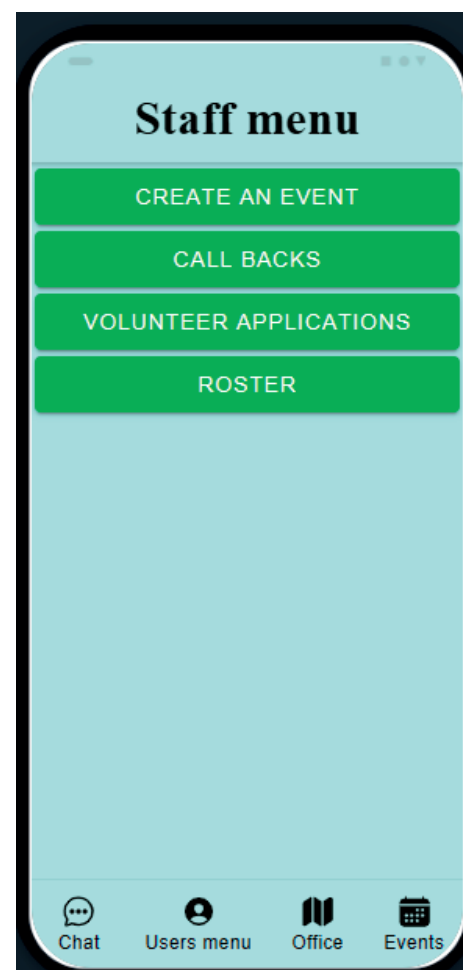 Staff menu
CREATE AN EVENT
CALL BACKS
VOLUNTEER APPLICATIONS
ROSTER
Chat Users menu Office Events